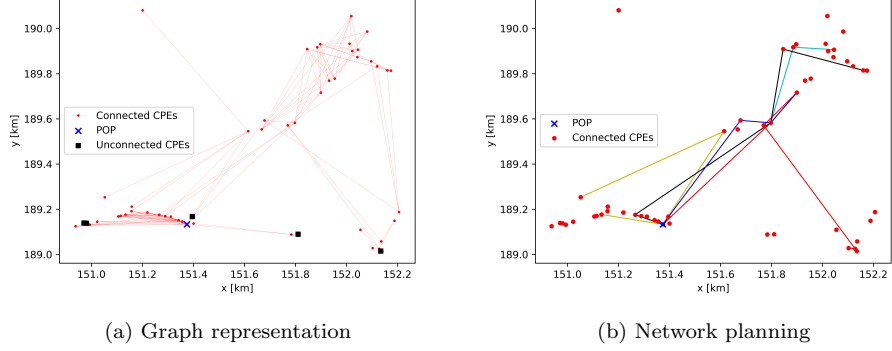 190.0
189.8
189.6
189.4
189.2
189.0
y [km]
Connected CPEs
POP
Unconnected CPEs
151.0 151.2 151.4 151.6 151.8 152.0 152.2
x [km]
(a) Graph representation
190.0
189.8
189.6
189.4
189.2
189.0
y [km]
POP
Connected CPEs
151.0 151.2 151.4 151.6 151.8 152.0 152.2
x [km]
(b) Network planning